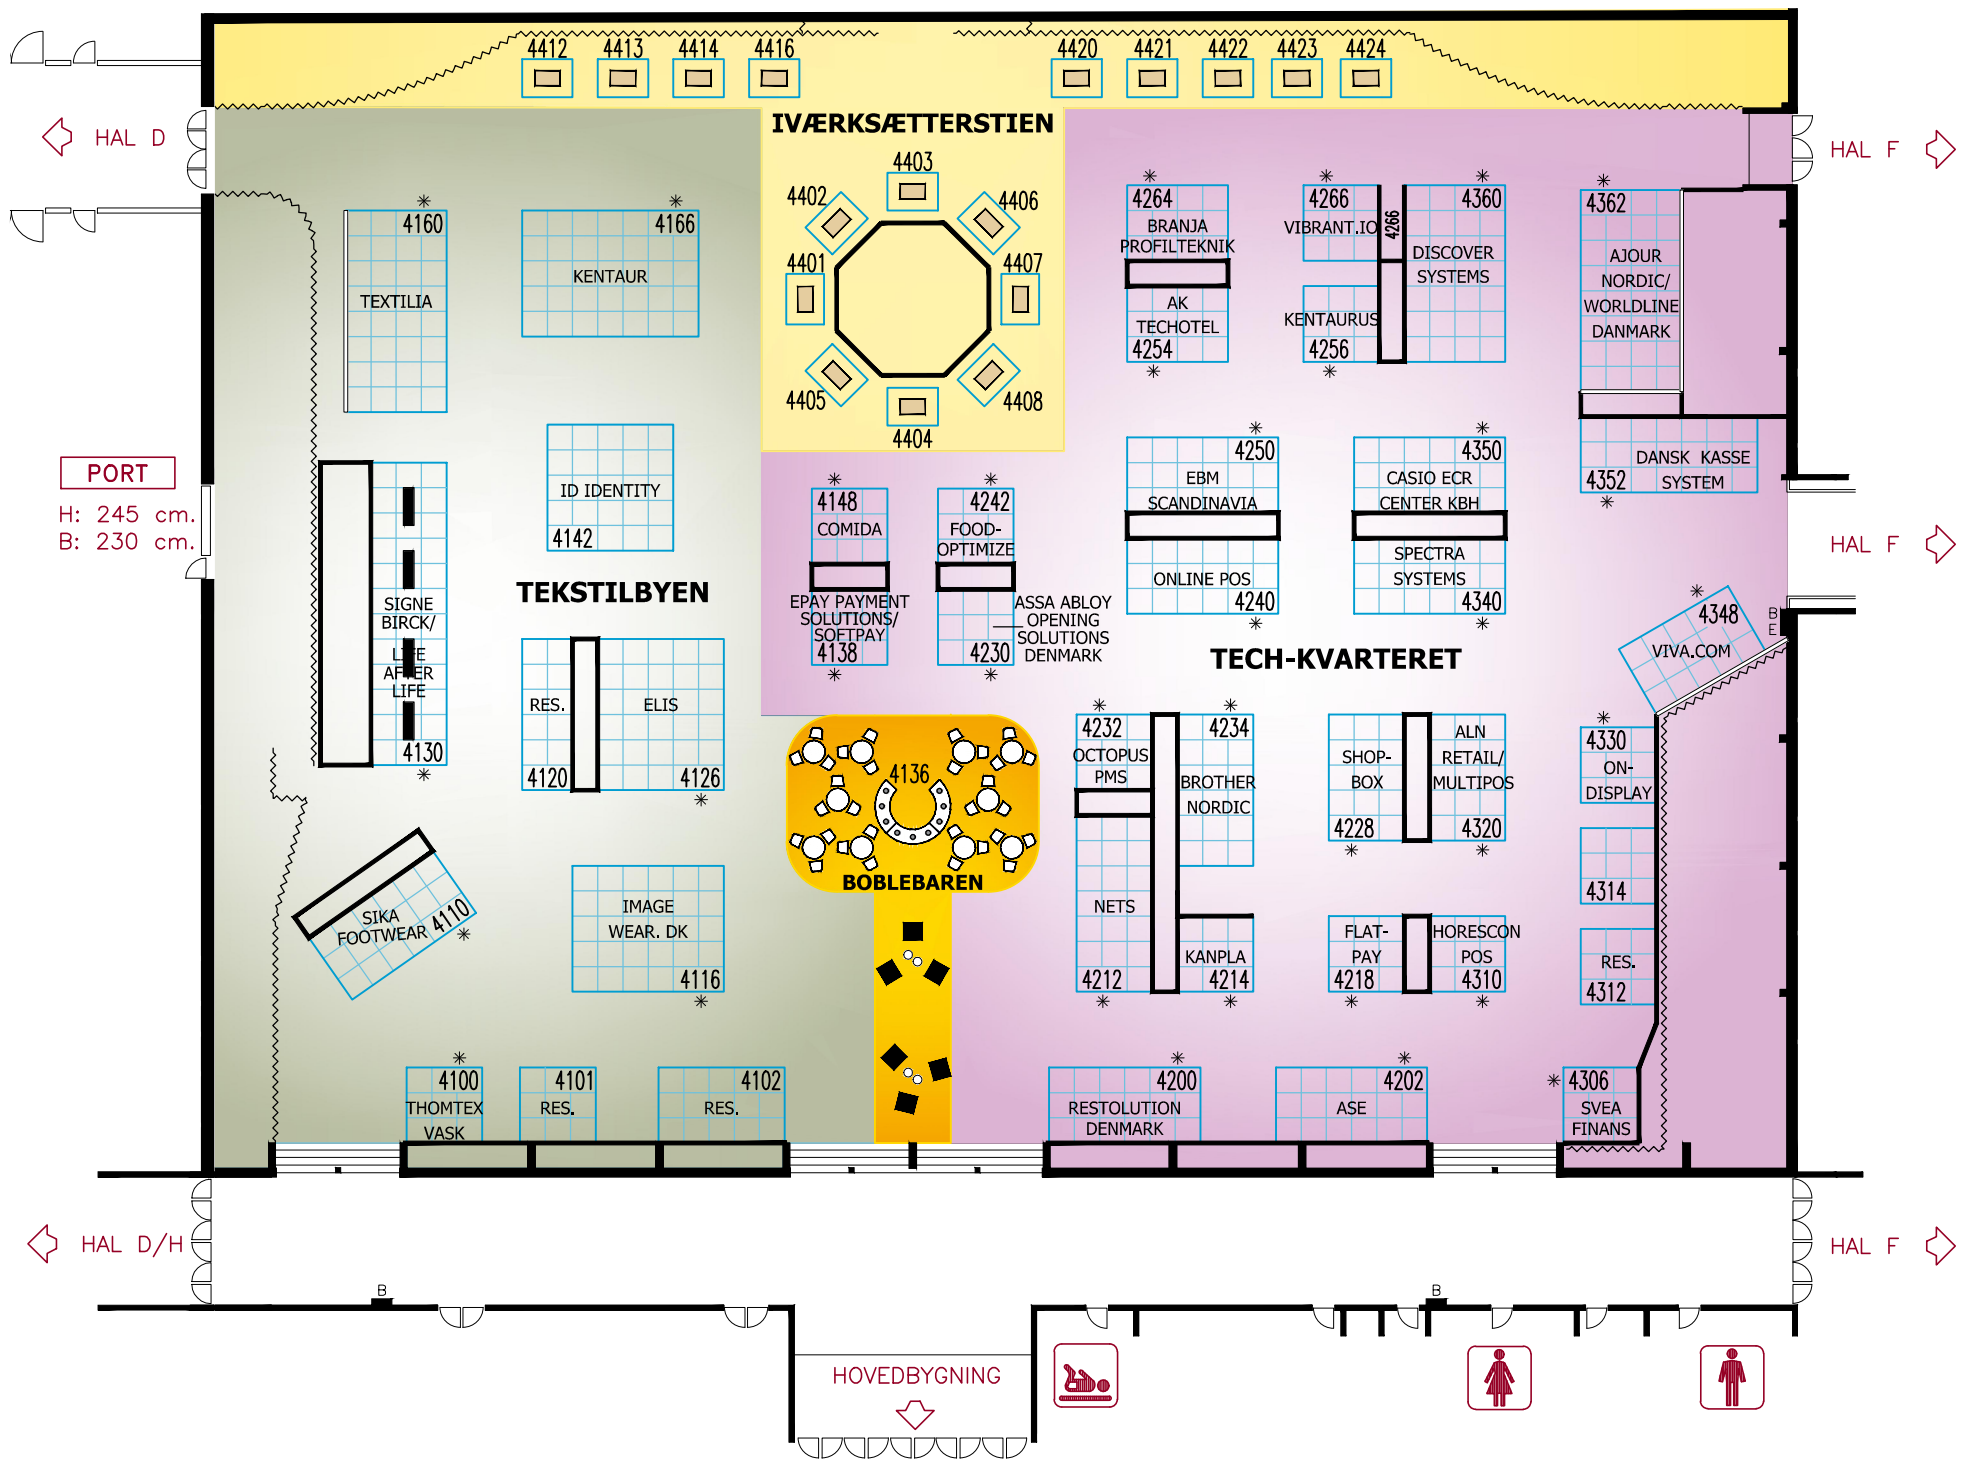 4412
4413
4414
4416
4420
4421
4422
4423
4424
HAL D
IVÆRKSÆTTERSTIEN
HAL F
4403
4402
4406
4401
4407
4405
4408
4404
4160
TEXTILIA
4166
KENTAUR
4264
BRANJA
PROFILTEKNIK
AK
TECHOTEL
4254
4266
VIBRANT.IO
4266
4360
DISCOVER
SYSTEMS
KENTAURUS
4256
4362
AJOUR
NORDIC/
WORLDLINE
DANMARK
DANSK KASSE
4352
SYSTEM
PORT
H: 245 cm.
B: 230 cm.
ID IDENTITY
4142
4148
COMIDA
EPAY PAYMENT
SOLUTIONS/
SOFTPAY
4138
4242
FOOD-
OPTIMIZE
ASSA ABLOY
OPENING
SOLUTIONS
DENMARK
4230
4250
EBM
SCANDINAVIA
ONLINE POS
4240
4350
CASIO ECR
CENTER KBH
SPECTRA
SYSTEMS
4340
HAL F
TEKSTILBYEN
SIGNE
BIRCK/
LIFE
AFTER
LIFE
4130
TECH-KVARTERET
4348
VIVA.COM
B
E
RES.
4120
ELIS
4126
4136
BOBLEBAREN
4232
OCTOPUS
PMS
4234
BROTHER
NORDIC
SHOP-
BOX
4228
ALN
RETAIL/
MULTIPOS
4320
4330
ON-
DISPLAY
4314
SIKA
FOOTWEAR
4110
IMAGE
WEAR. DK
4116
NETS
4212
KANPLA
4214
FLAT-
PAY
4218
HORESCON
POS
4310
RES.
4312
4100
THOMTEX
VASK
4101
RES.
4102
RES.
4200
RESTOLUTION
DENMARK
4202
ASE
4306
SVEA
FINANS
HAL D/H
HAL F
B
B
HOVEDBYGNING